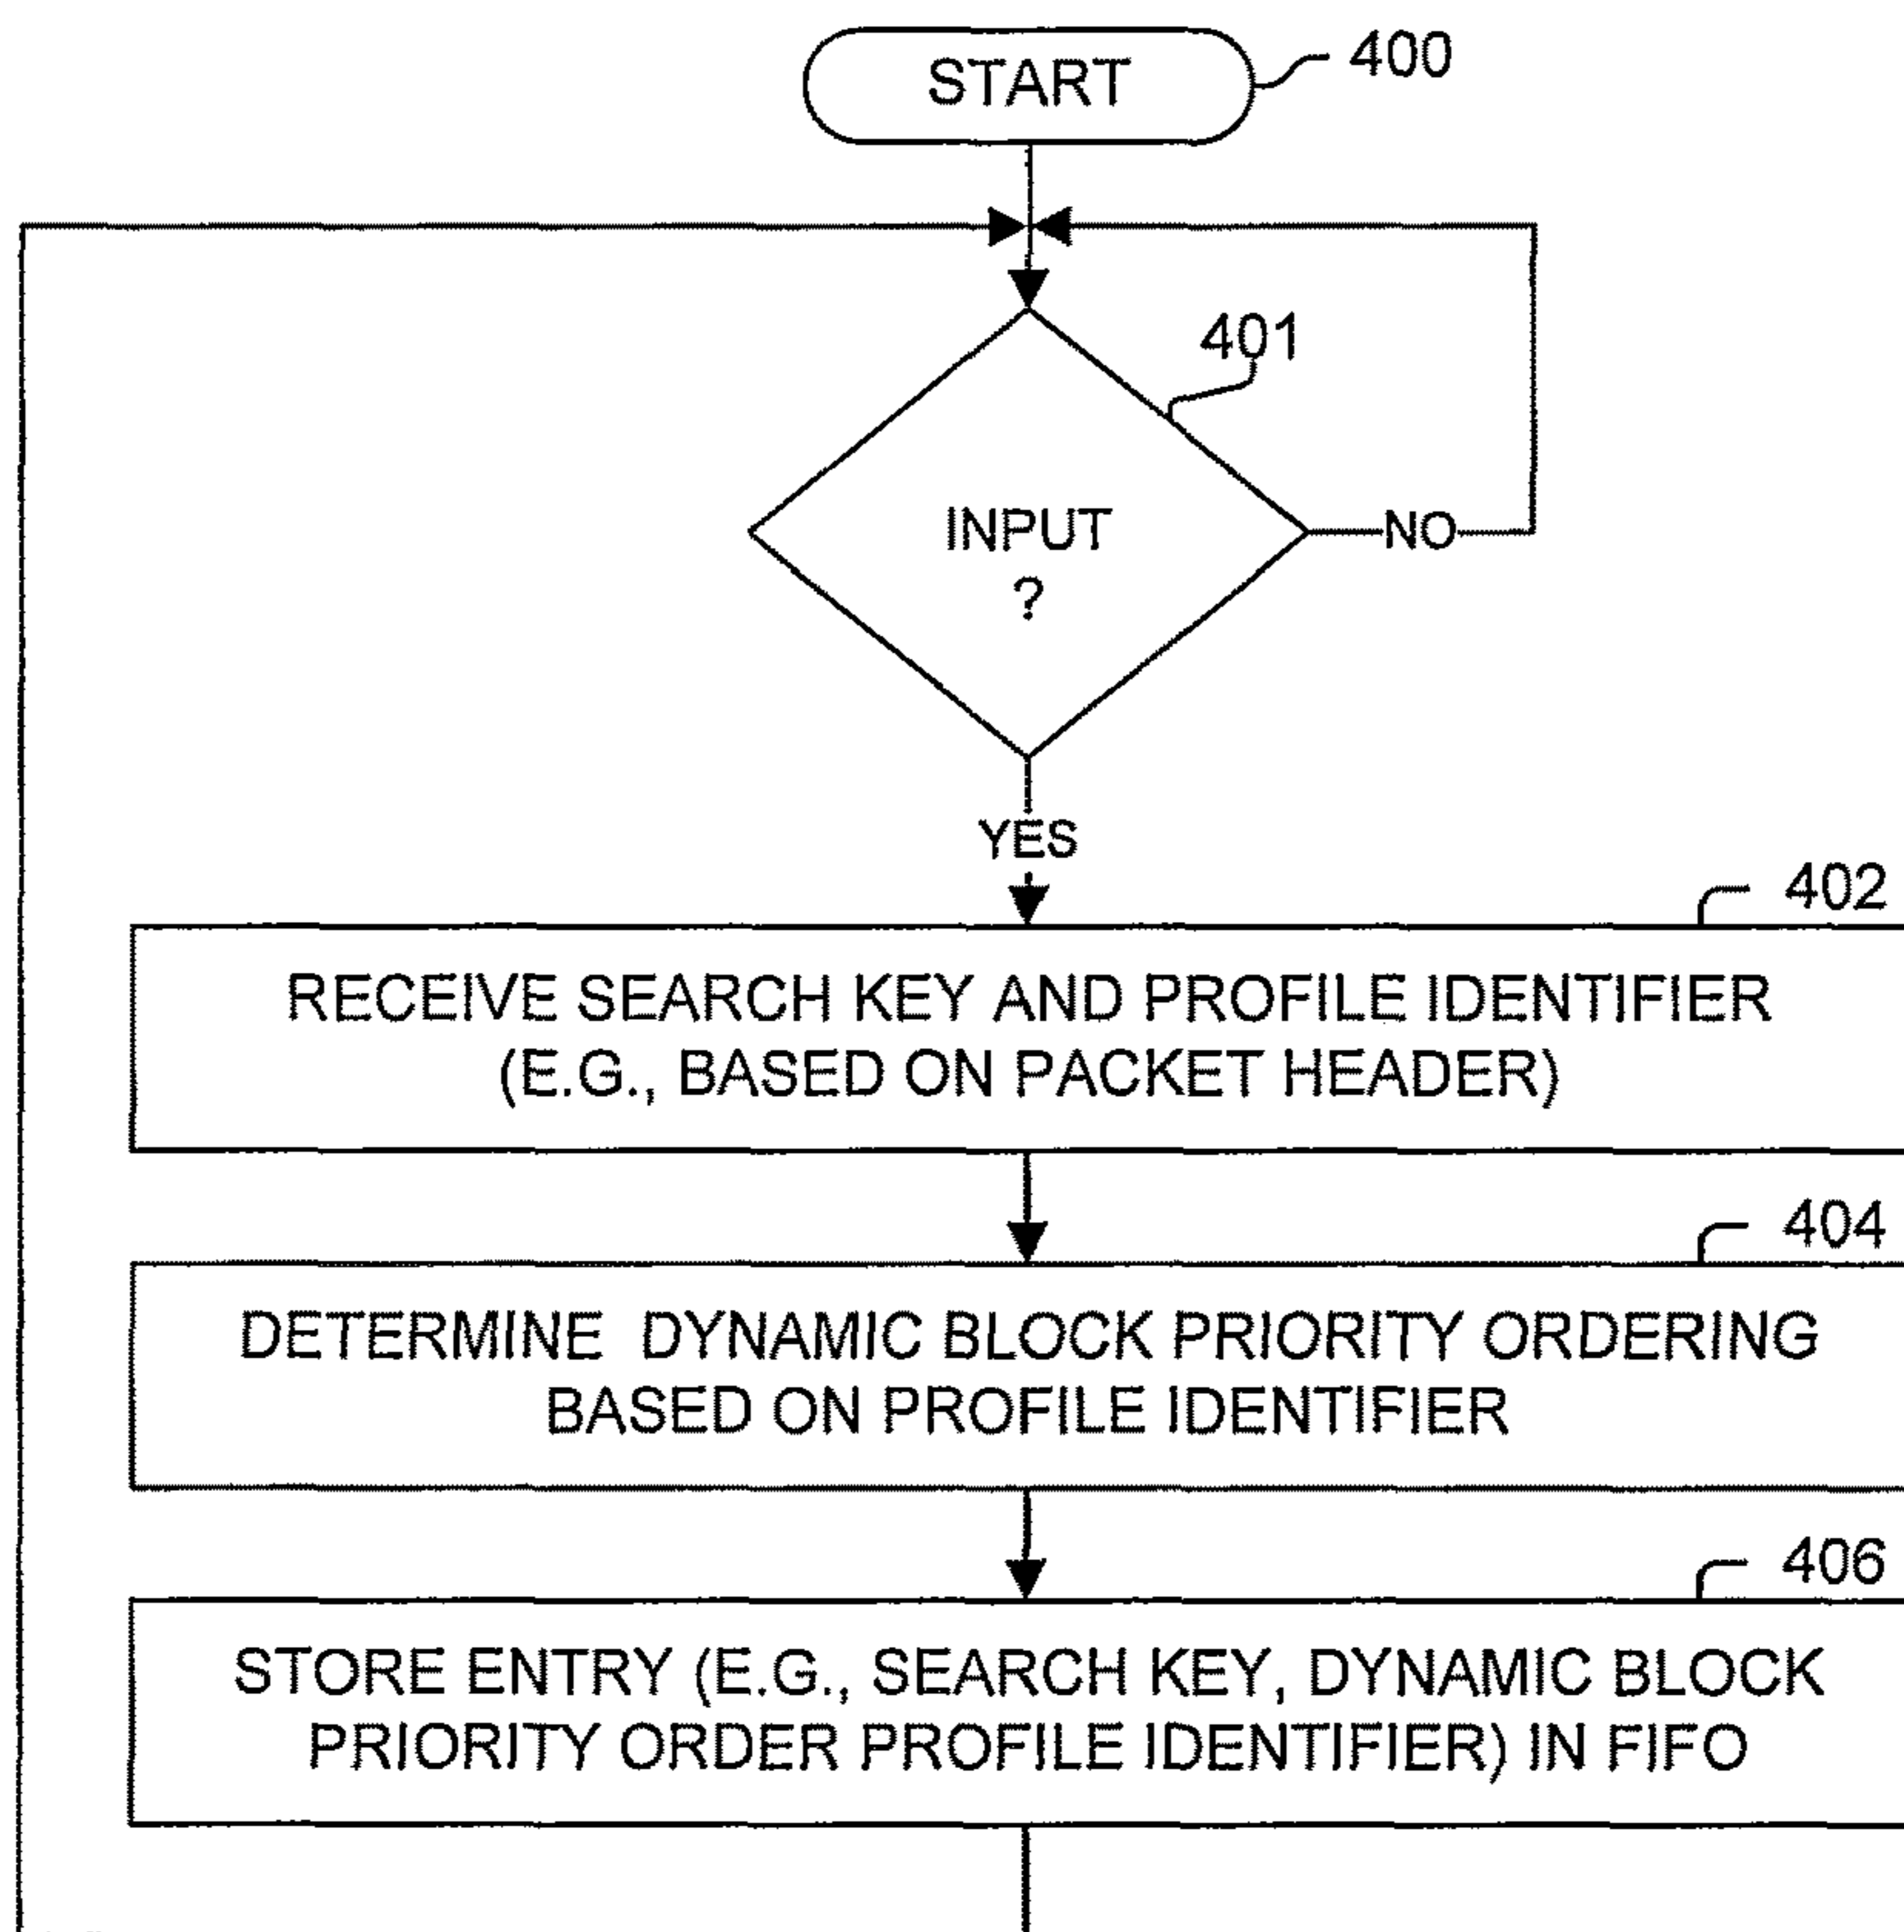 START
400
401
INPUT
?
NO
YES
402
RECEIVE SEARCH KEY AND PROFILE IDENTIFIER
(E.G., BASED ON PACKET HEADER)
404
DETERMINE DYNAMIC BLOCK PRIORITY ORDERING
BASED ON PROFILE IDENTIFIER
406
STORE ENTRY (E.G., SEARCH KEY, DYNAMIC BLOCK
PRIORITY ORDER PROFILE IDENTIFIER) IN FIFO